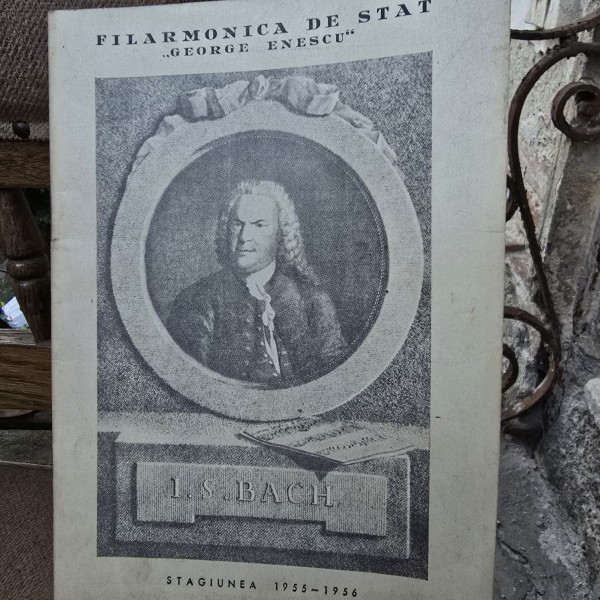 FILARMONICA DE STAT
„GEORGE ENESCU“
I. S. BACH.
STAGIUNEA 1955–1956